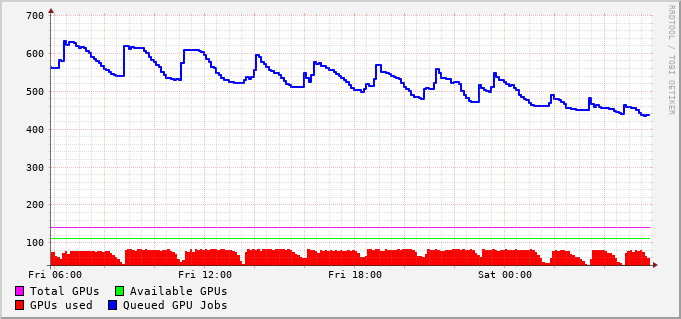 700
600
500
400
300
200
100
Fri 06:00 Fri 12:00 Fri 18:00 Sat 00:00
Total GPUs Available GPUs
GPUs used Queued GPU Jobs
RRDTOOL / TOBI OETIKER